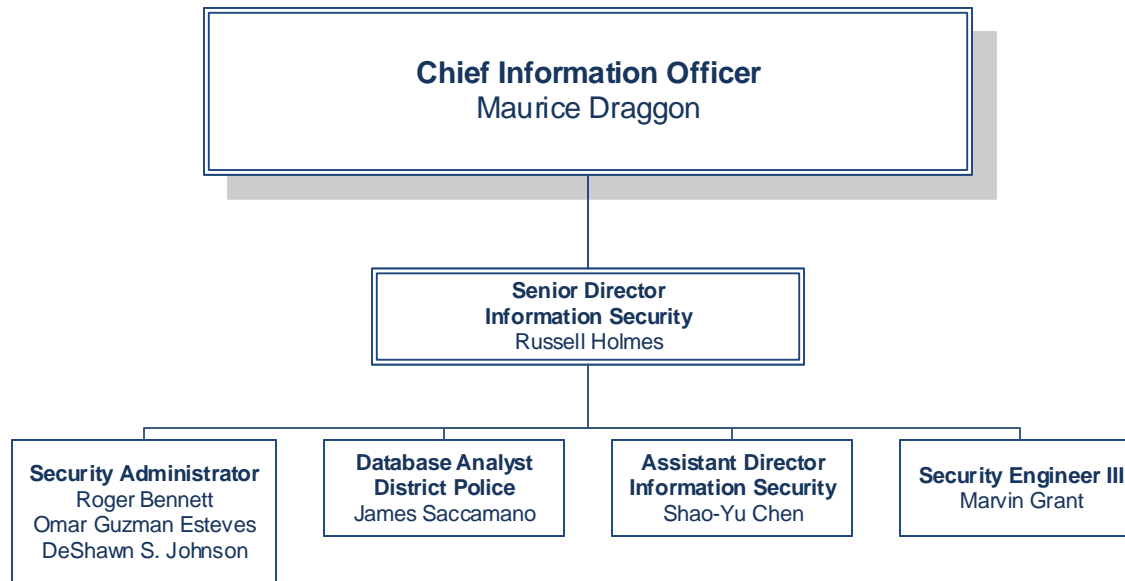 Chief Information Officer
Maurice Draggon
Senior Director
Information Security
Russell Holmes
Security Administrator
Roger Bennett
Omar Guzman Esteves
DeShawn S. Johnson
Database Analyst
District Police
James Saccamano
Assistant Director
Information Security
Shao-Yu Chen
Security Engineer III
Marvin Grant